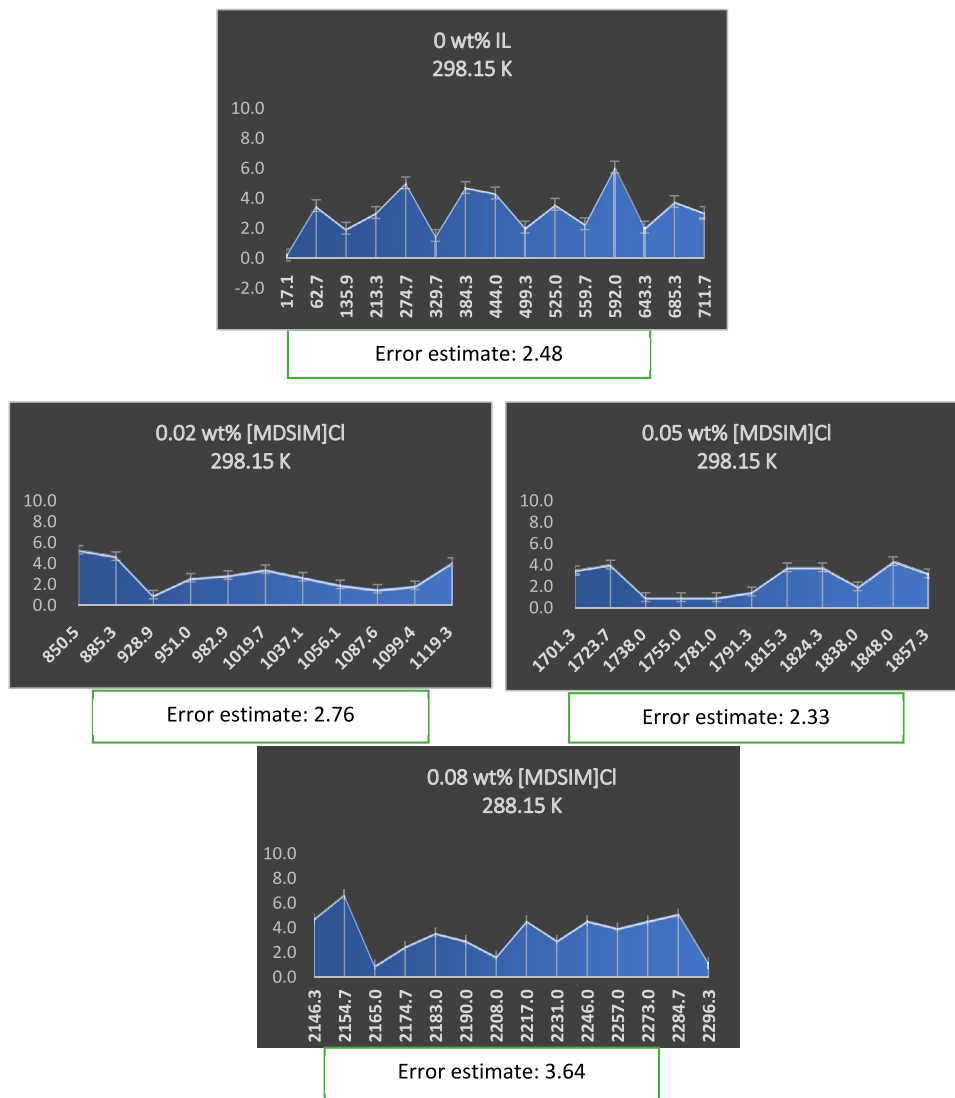 0 wt% IL
298.15 K
10.0
8.0
6.0
4.0
2.0
0.0
-2.0
17.1 62.7 135.9 213.3 274.7 329.7 384.3 444.0 499.3 525.0 559.7 592.0 643.3 685.3 711.7
Error estimate: 2.48
0.02 wt% [MDSIM]Cl
298.15 K
10.0
8.0
6.0
4.0
2.0
0.0
850.5 885.3 928.9 951.0 982.9 1019.7 1037.1 1056.1 1087.6 1099.4 1119.3
Error estimate: 2.76
0.05 wt% [MDSIM]Cl
298.15 K
10.0
8.0
6.0
4.0
2.0
0.0
1701.3 1723.7 1738.0 1755.0 1781.0 1791.3 1815.3 1824.3 1838.0 1848.0 1857.3
Error estimate: 2.33
0.08 wt% [MDSIM]Cl
288.15 K
10.0
8.0
6.0
4.0
2.0
0.0
2146.3 2154.7 2165.0 2174.7 2183.0 2190.0 2208.0 2217.0 2231.0 2246.0 2257.0 2273.0 2284.7 2296.3
Error estimate: 3.64